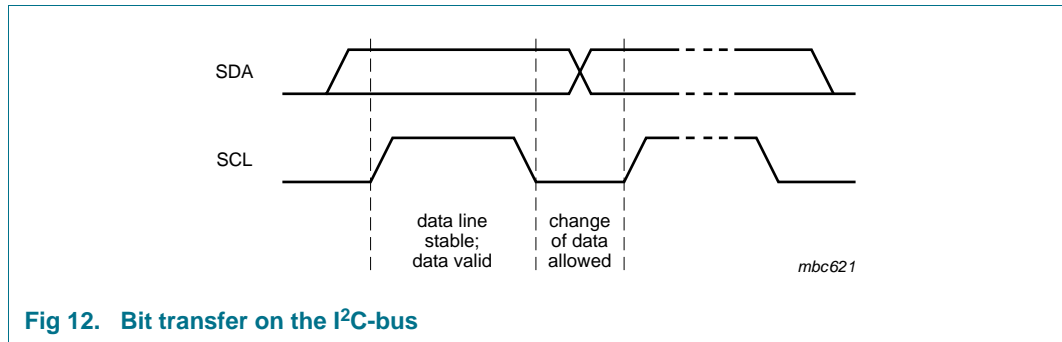 SDA
SCL
data line
stable;
data valid
change
of data
allowed
mbc621
Fig 12. Bit transfer on the I²C-bus